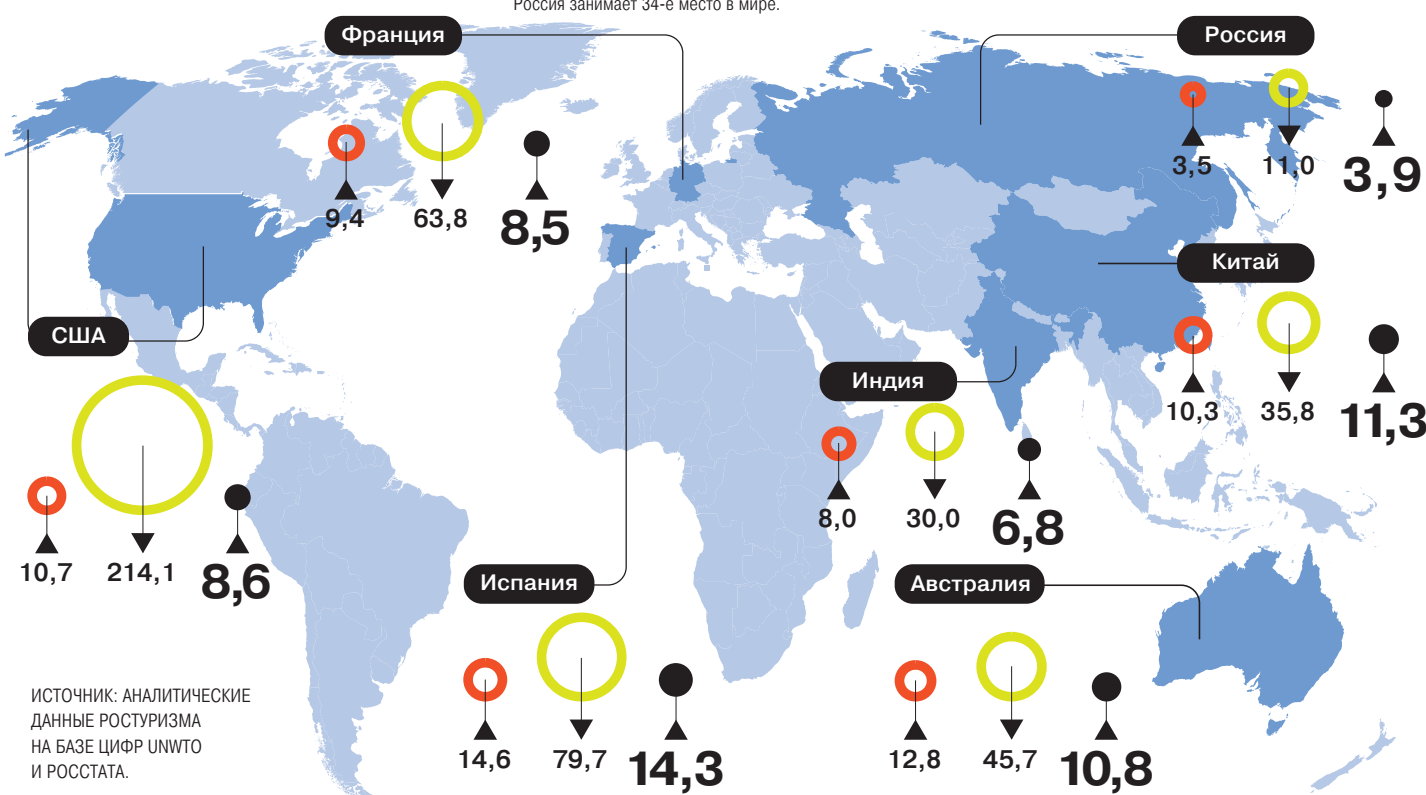 Россия занимает 34-е место в мире.
Франция
9,4
63,8
8,5
Россия
3,5
11,0
3,9
США
10,7
214,1
8,6
Китай
10,3
35,8
11,3
Индия
8,0
30,0
6,8
Испания
14,6
79,7
14,3
Австралия
12,8
45,7
10,8
ИСТОЧНИК: АНАЛИТИЧЕСКИЕ
ДАННЫЕ РОСТУРИЗМА
НА БАЗЕ ЦИФР UNWTO
И РОССТАТА.